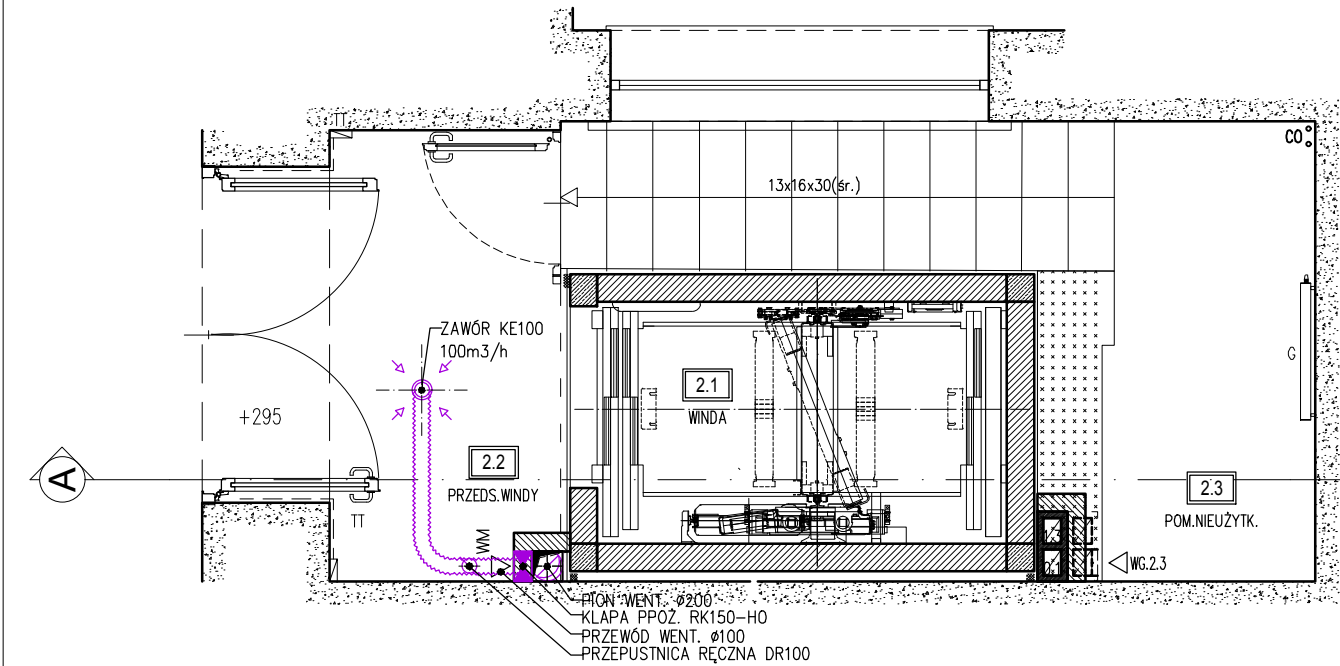 TT
CO
13x16x30(śr.)
ZAWÓR KE100
100m3/h
G
2.1
WINDA
+295
A
2.2
PRZEDS.WINDY
2.3
POM.NIEUŻYTK.
TT
WM
WG.2.3
PION WENT. ø200
KLAPA PPOŻ. RK150-HO
PRZEWÓD WENT. ø100
PRZEPUSTNICA RĘCZNA DR100